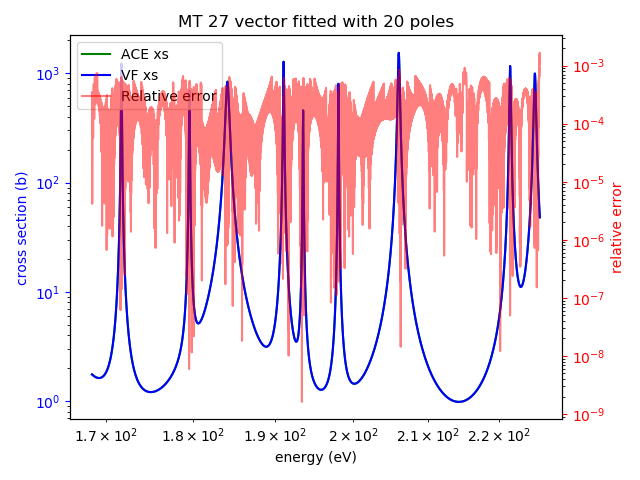 MT 27 vector fitted with 20 poles
ACE xs
VF xs
Relative error
cross section (b)
10³
10²
10¹
10⁰
10⁻³
10⁻⁴
10⁻⁵
10⁻⁶
10⁻⁷
10⁻⁸
10⁻⁹
relative error
1.7 × 10² 1.8 × 10² 1.9 × 10² 2 × 10² 2.1 × 10² 2.2 × 10²
energy (eV)